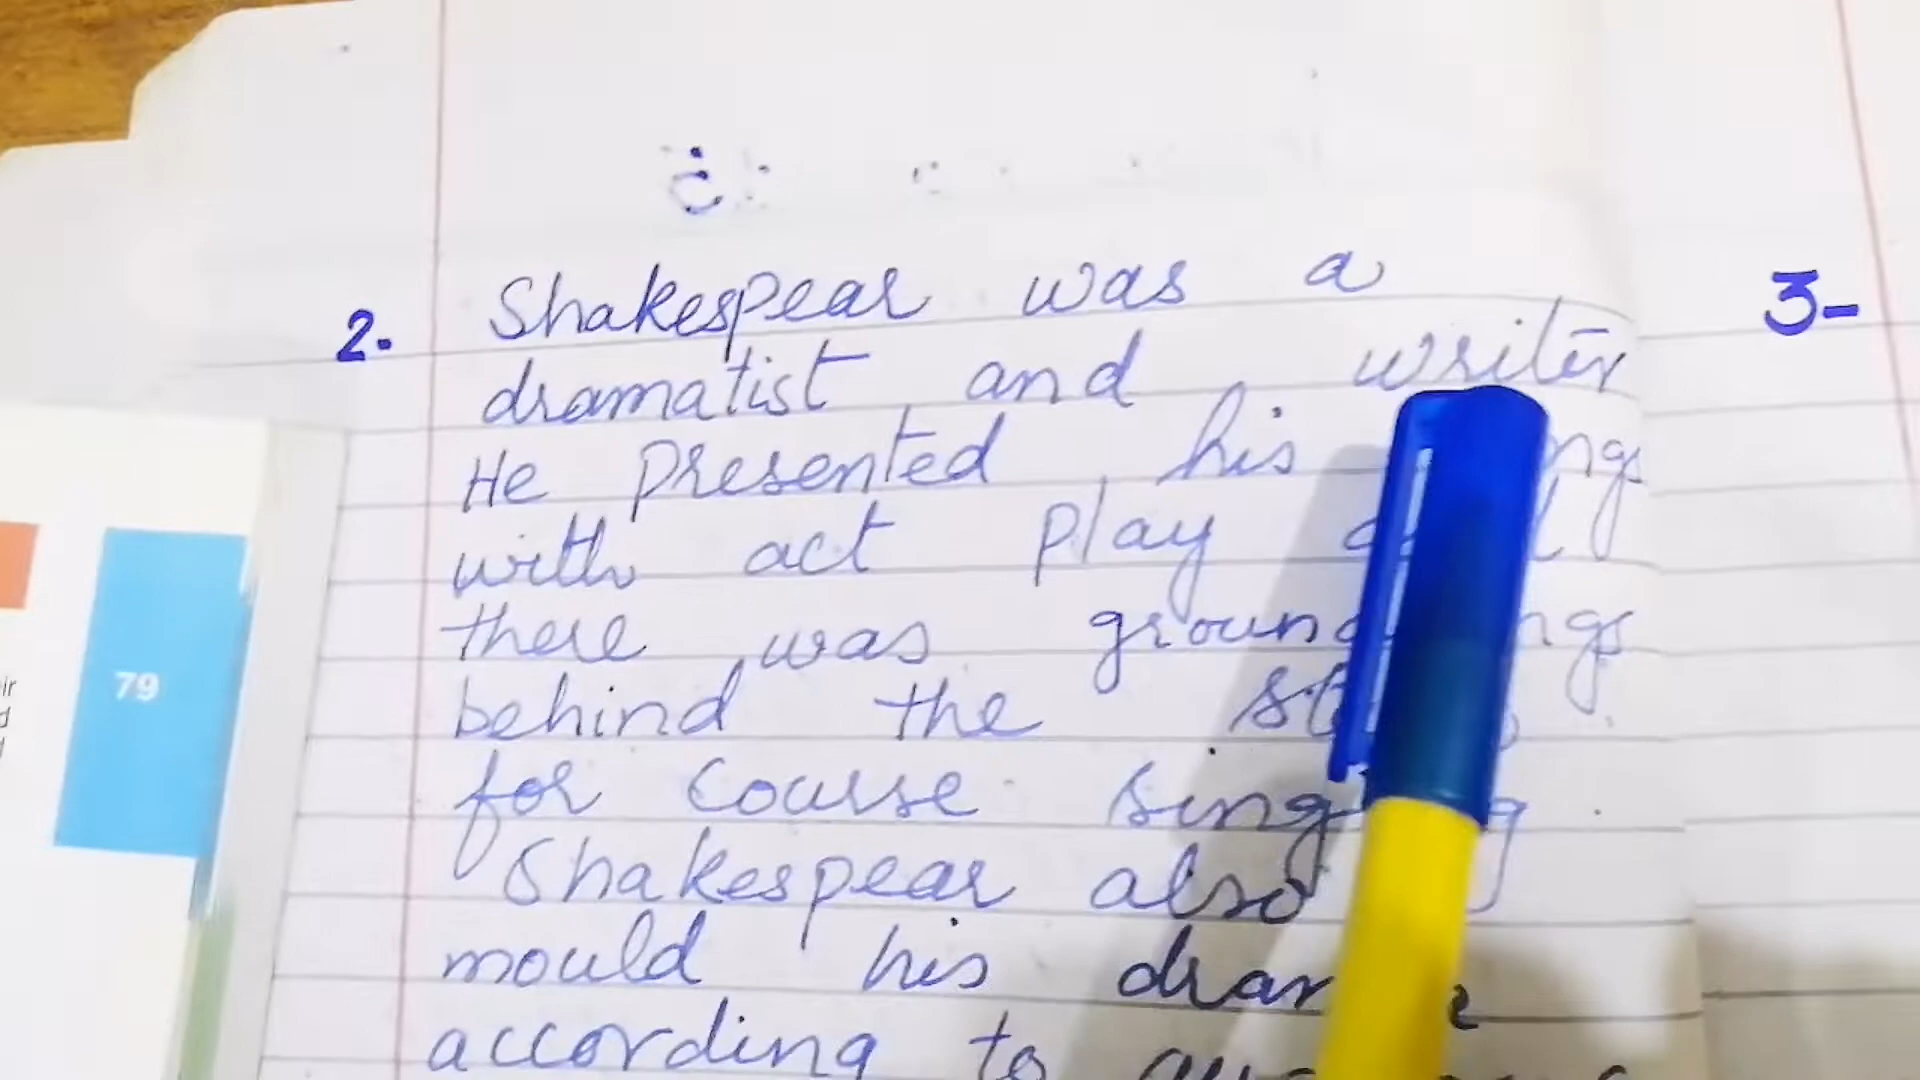 2. Shakespear was a
dramatist and writer
He presented his
with act play
there was
behind the
for course singing
Shakespear also
mould his
according to
3-
79